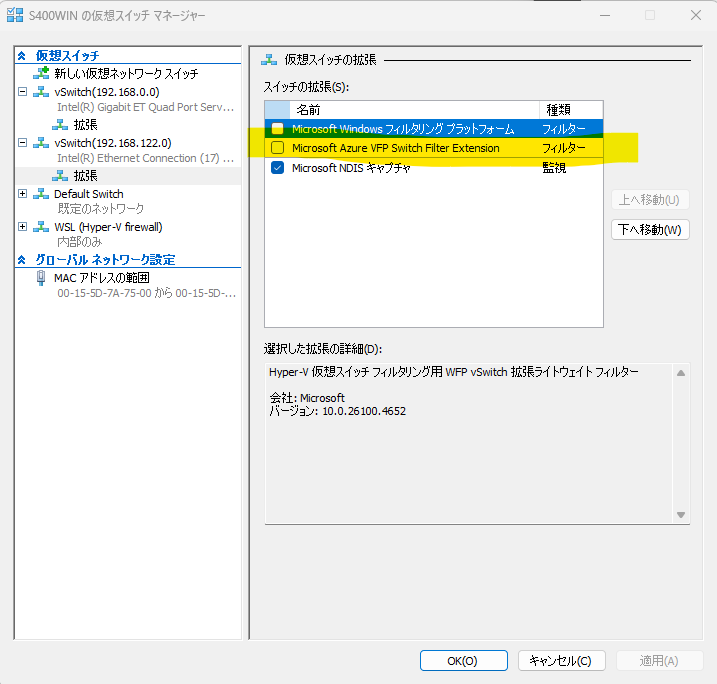 S400WIN の仮想スイッチ マネージャー
仮想スイッチ
新しい仮想ネットワーク スイッチ
vSwitch(192.168.0.0)
Intel(R) Gigabit ET Quad Port Serv...
拡張
vSwitch(192.168.122.0)
Intel(R) Ethernet Connection (17) ...
拡張
Default Switch
既定のネットワーク
WSL (Hyper-V firewall)
内部のみ
グローバル ネットワーク設定
MAC アドレスの範囲
00-15-5D-7A-75-00 から 00-15-5D-...
仮想スイッチの拡張
スイッチの拡張(S):
名前 種類
Microsoft Windows フィルタリング プラットフォーム フィルター
Microsoft Azure VFP Switch Filter Extension フィルター
Microsoft NDIS キャプチャ 監視
上へ移動(U)
下へ移動(W)
選択した拡張の詳細(D):
Hyper-V 仮想スイッチ フィルタリング用 WFP vSwitch 拡張ライトウェイト フィルター
会社: Microsoft
バージョン: 10.0.26100.4652
OK(O) キャンセル(C) 適用(A)